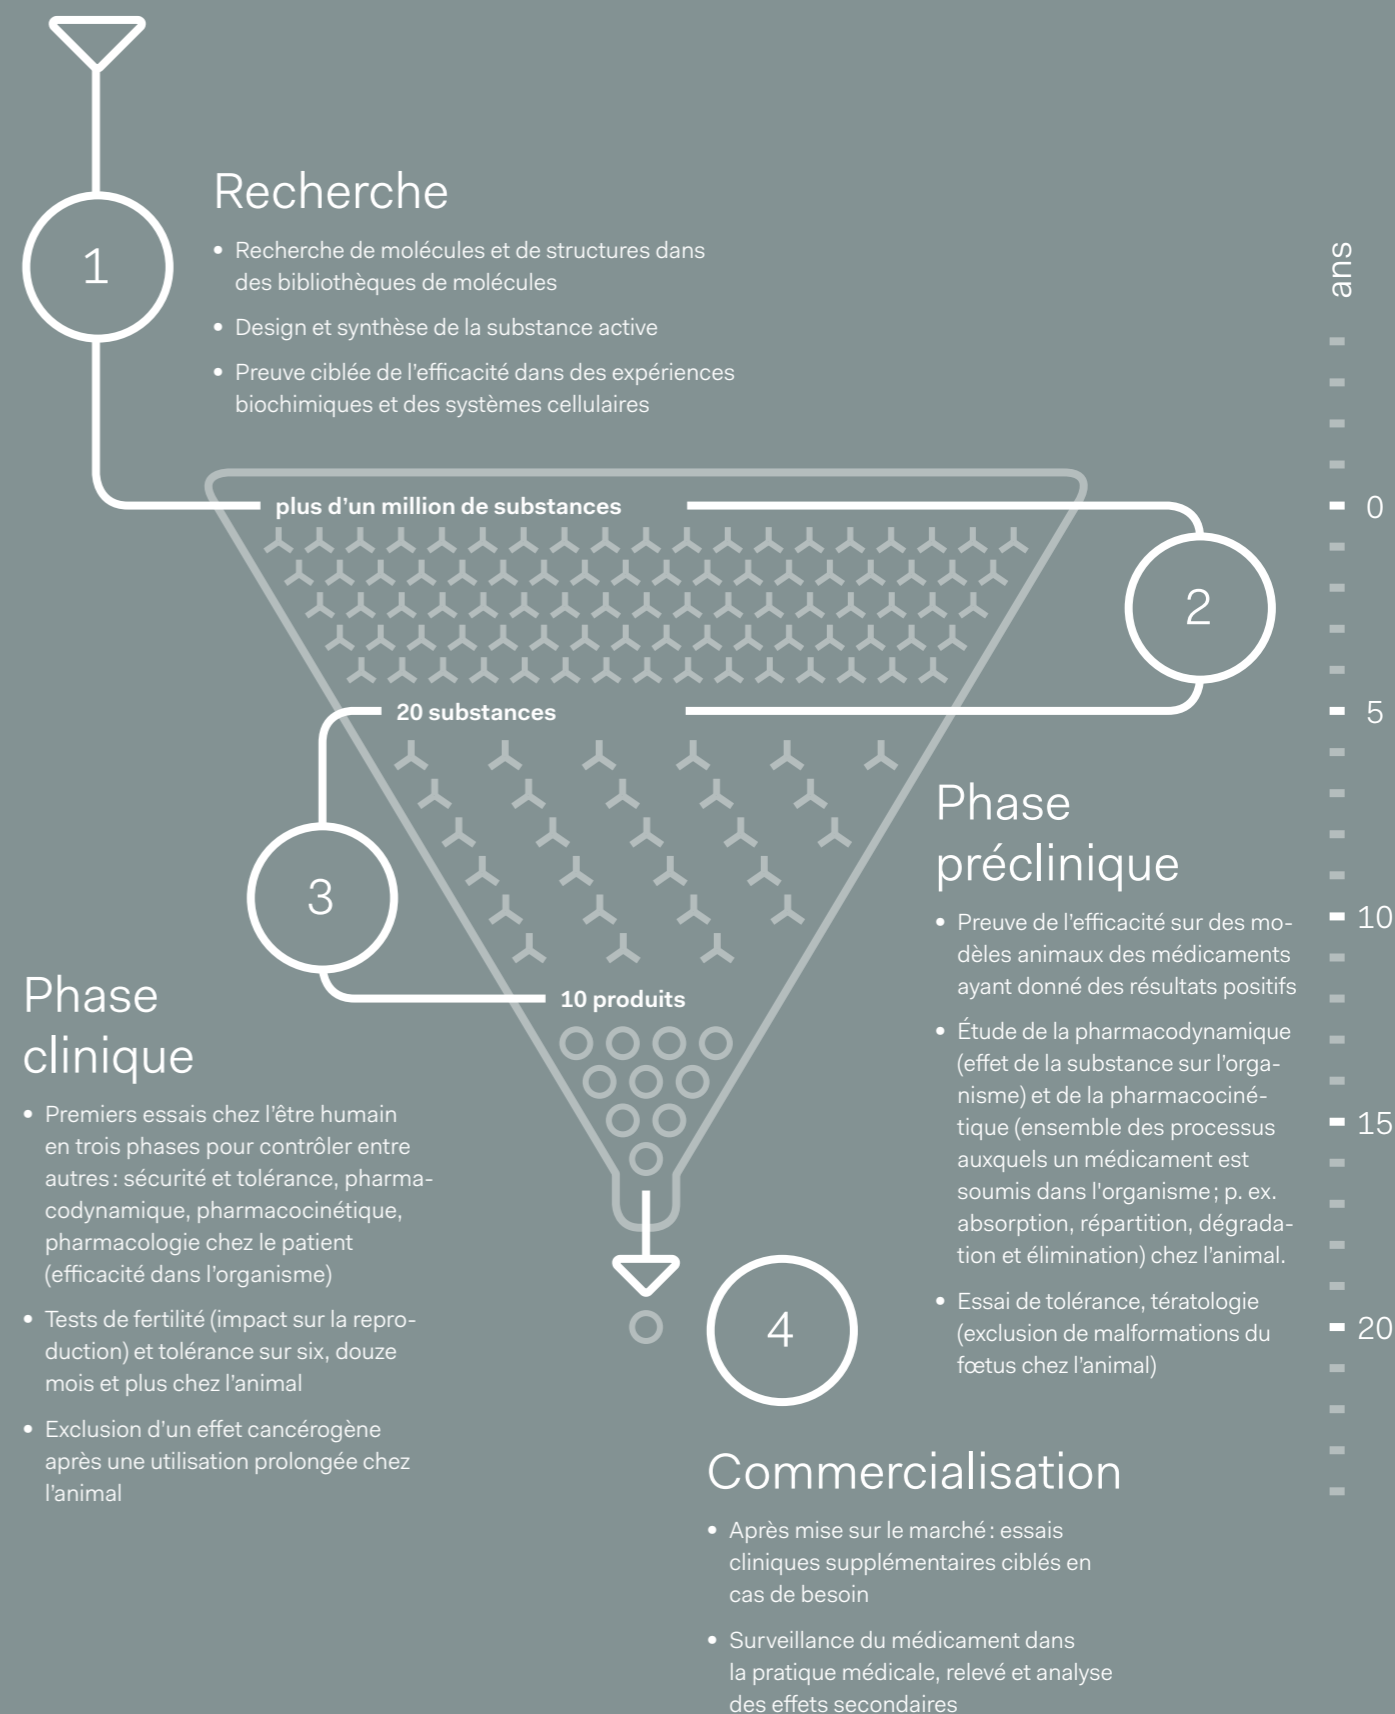 1
Recherche
• Recherche de molécules et de structures dans
des bibliothèques de molécules
• Design et synthèse de la substance active
• Preuve ciblée de l'efficacité dans des expériences
biochimiques et des systèmes cellulaires
plus d'un million de substances
2
20 substances
Phase
préclinique
• Preuve de l'efficacité sur des mo-
dèles animaux des médicaments
ayant donné des résultats positifs
• Étude de la pharmacodynamique
(effet de la substance sur l'orga-
nisme) et de la pharmacociné-
tique (ensemble des processus
auxquels un médicament est
soumis dans l'organisme ; p. ex.
absorption, répartition, dégrada-
tion et élimination) chez l'animal.
• Essai de tolérance, tératologie
(exclusion de malformations du
fœtus chez l'animal)
3
10 produits
Phase
clinique
• Premiers essais chez l'être humain
en trois phases pour contrôler entre
autres : sécurité et tolérance, pharma-
codynamique, pharmacocinétique,
pharmacologie chez le patient
(efficacité dans l'organisme)
• Tests de fertilité (impact sur la repro-
duction) et tolérance sur six, douze
mois et plus chez l'animal
• Exclusion d'un effet cancérogène
après une utilisation prolongée chez
l'animal
4
Commercialisation
• Après mise sur le marché : essais
cliniques supplémentaires ciblés en
cas de besoin
• Surveillance du médicament dans
la pratique médicale, relevé et analyse
des effets secondaires
ans
0
5
10
15
20